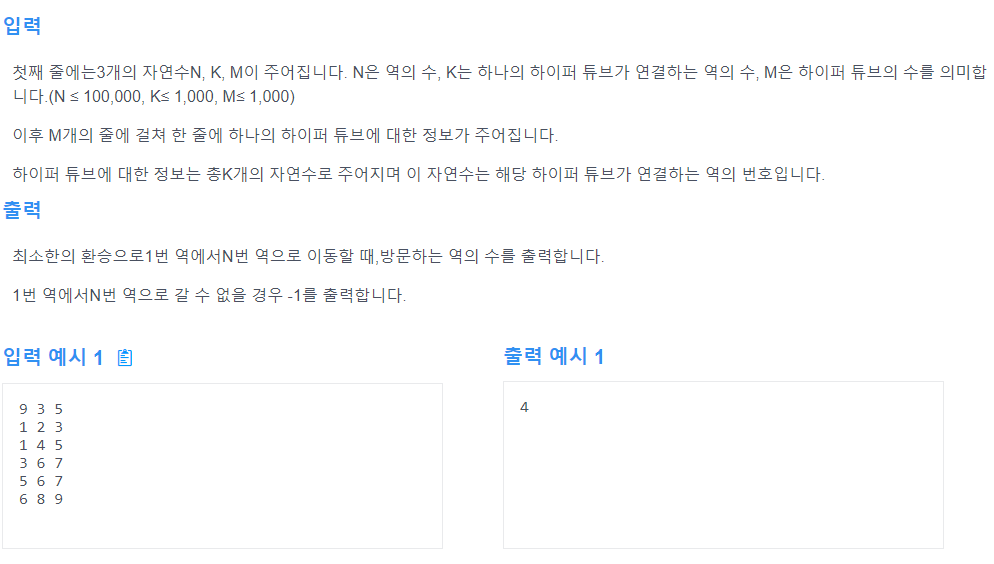 입력
첫째 줄에는3개의 자연수N, K, M이 주어집니다. N은 역의 수, K는 하나의 하이퍼 튜브가 연결하는 역의 수, M은 하이퍼 튜브의 수를 의미합
니다.(N ≤ 100,000, K≤ 1,000, M≤ 1,000)
이후 M개의 줄에 걸쳐 한 줄에 하나의 하이퍼 튜브에 대한 정보가 주어집니다.
하이퍼 튜브에 대한 정보는 총K개의 자연수로 주어지며 이 자연수는 해당 하이퍼 튜브가 연결하는 역의 번호입니다.
출력
최소한의 환승으로1번 역에서N번 역으로 이동할 때,방문하는 역의 수를 출력합니다.
1번 역에서N번 역으로 갈 수 없을 경우 -1를 출력합니다.
입력 예시 1
9 3 5
1 2 3
1 4 5
3 6 7
5 6 7
6 8 9
출력 예시 1
4